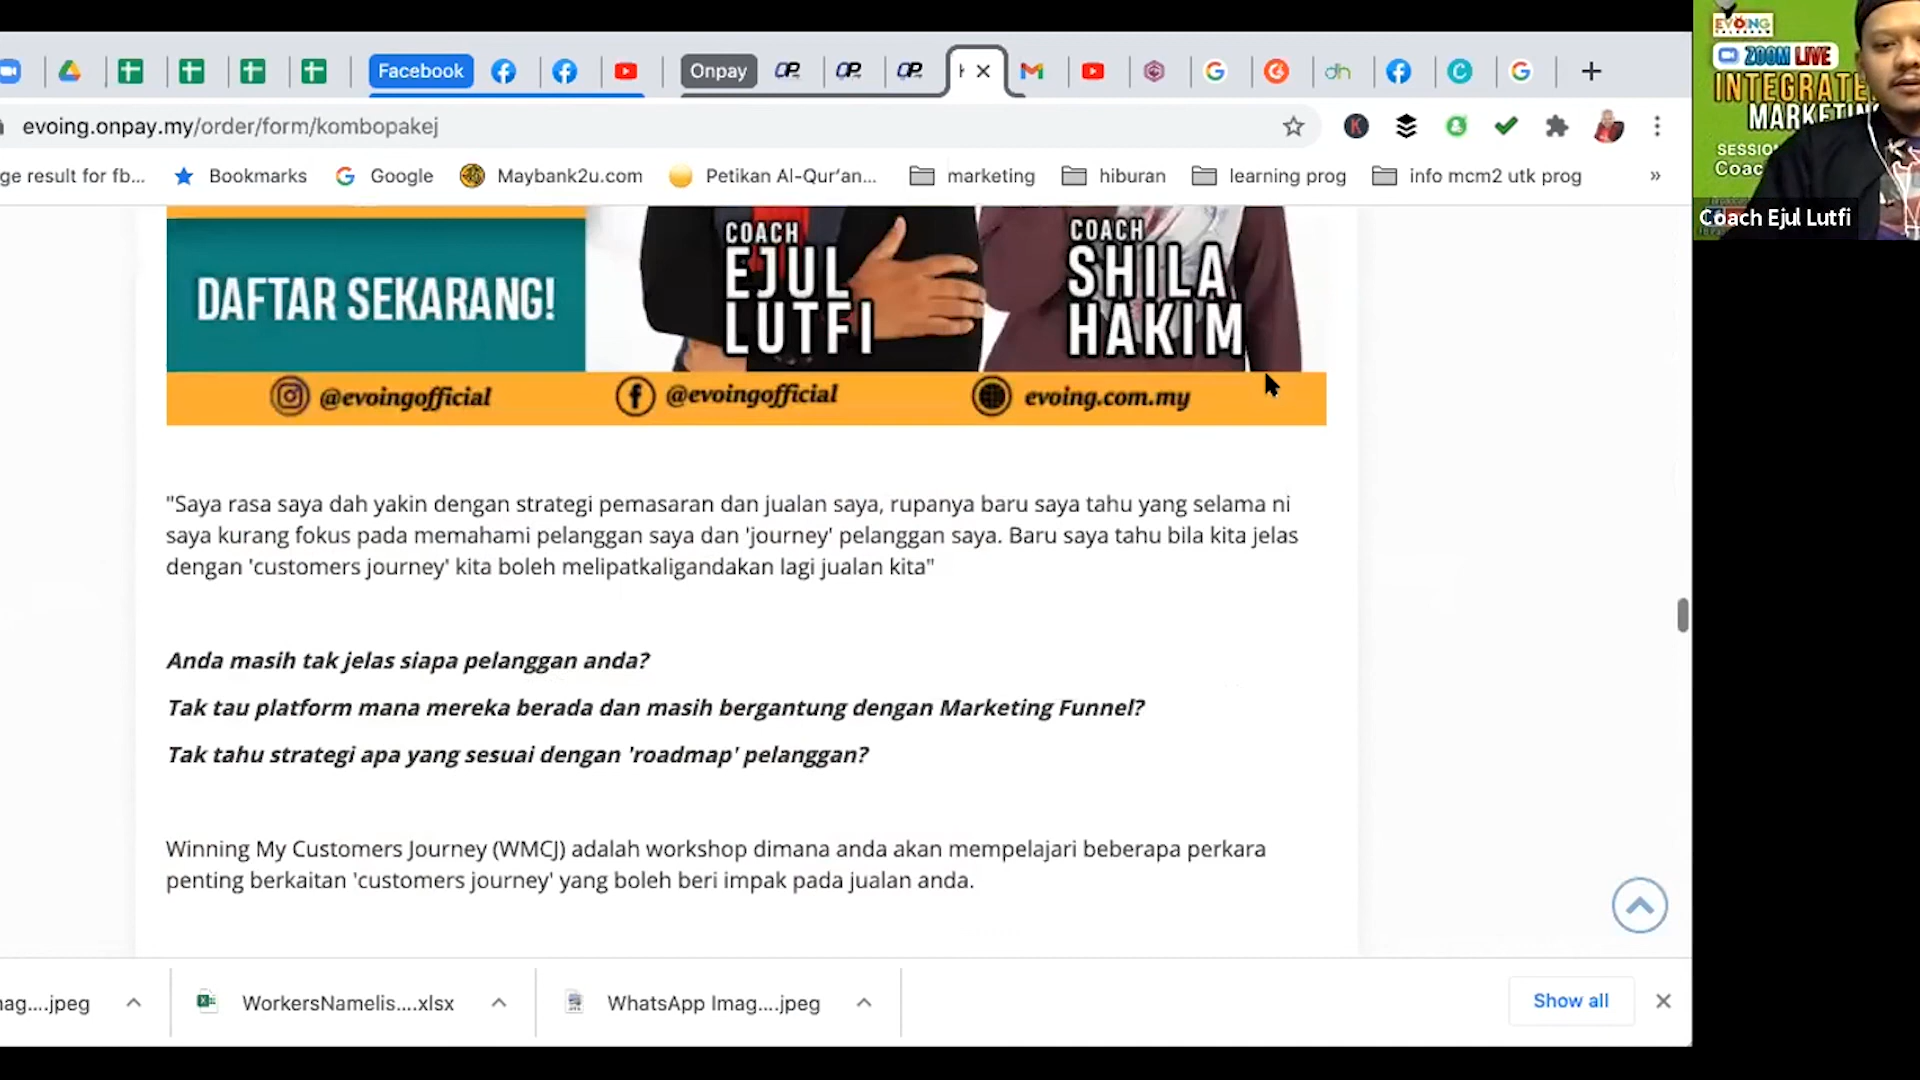 Facebook
Onpay
evoing.onpay.my/order/form/kombopakej
ge result for fb...
Bookmarks
Google
Maybank2u.com
Petikan Al-Qur'an...
marketing
hiburan
learning prog
info mcm2 utk prog
»
EVOING
ZOOM LIVE
MARKETIN
Coach Ejul Lutfi
DAFTAR SEKARANG!
COACH
EJUL
LUTFI
COACH
SHILA
HAKIM
@evoingofficial
@evoingofficial
evoing.com.my
"Saya rasa saya dah yakin dengan strategi pemasaran dan jualan saya, rupanya baru saya tahu yang selama ni
saya kurang fokus pada memahami pelanggan saya dan 'journey' pelanggan saya. Baru saya tahu bila kita jelas
dengan 'customers journey' kita boleh melipatkaligandakan lagi jualan kita"
Anda masih tak jelas siapa pelanggan anda?
Tak tau platform mana mereka berada dan masih bergantung dengan Marketing Funnel?
Tak tahu strategi apa yang sesuai dengan 'roadmap' pelanggan?
Winning My Customers Journey (WMCJ) adalah workshop dimana anda akan mempelajari beberapa perkara
penting berkaitan 'customers journey' yang boleh beri impak pada jualan anda.
ag....jpeg
WorkersNamelis....xlsx
WhatsApp Imag....jpeg
Show all